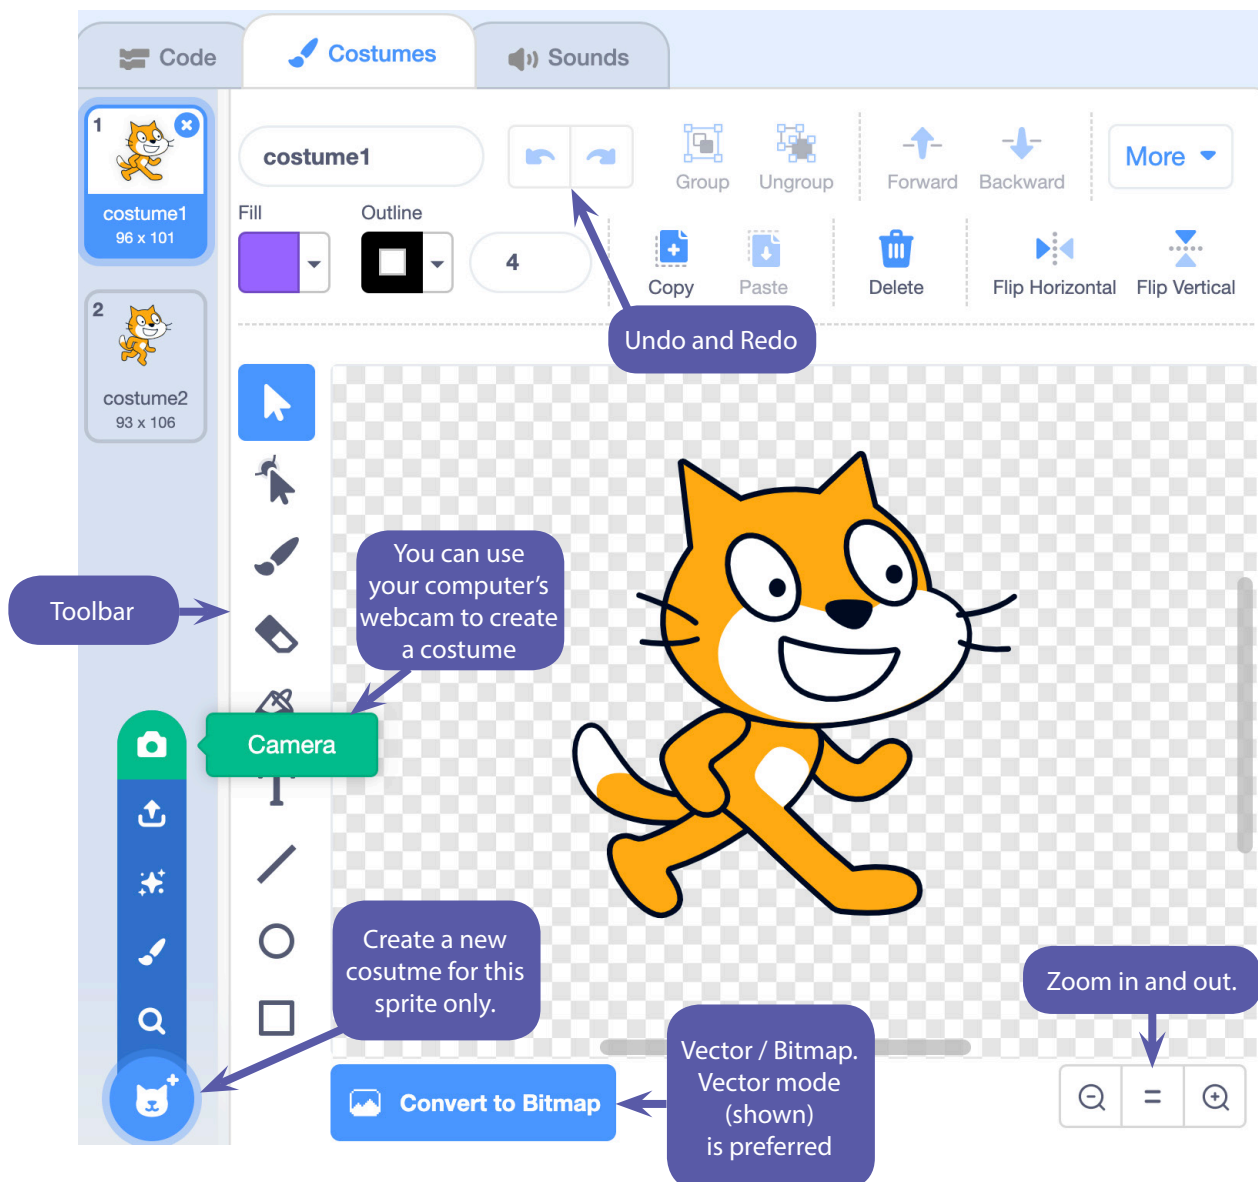 Code
Costumes
Sounds
1
costume1
96 x 101
2
costume2
93 x 106
costume1
Group
Ungroup
Forward
Backward
More
Fill
Outline
4
Copy
Paste
Delete
Flip Horizontal
Flip Vertical
Undo and Redo
You can use
your computer's
webcam to create
a costume
Toolbar
Camera
Create a new
cosutme for this
sprite only.
Zoom in and out.
Vector / Bitmap.
Vector mode
(shown)
is preferred
Convert to Bitmap